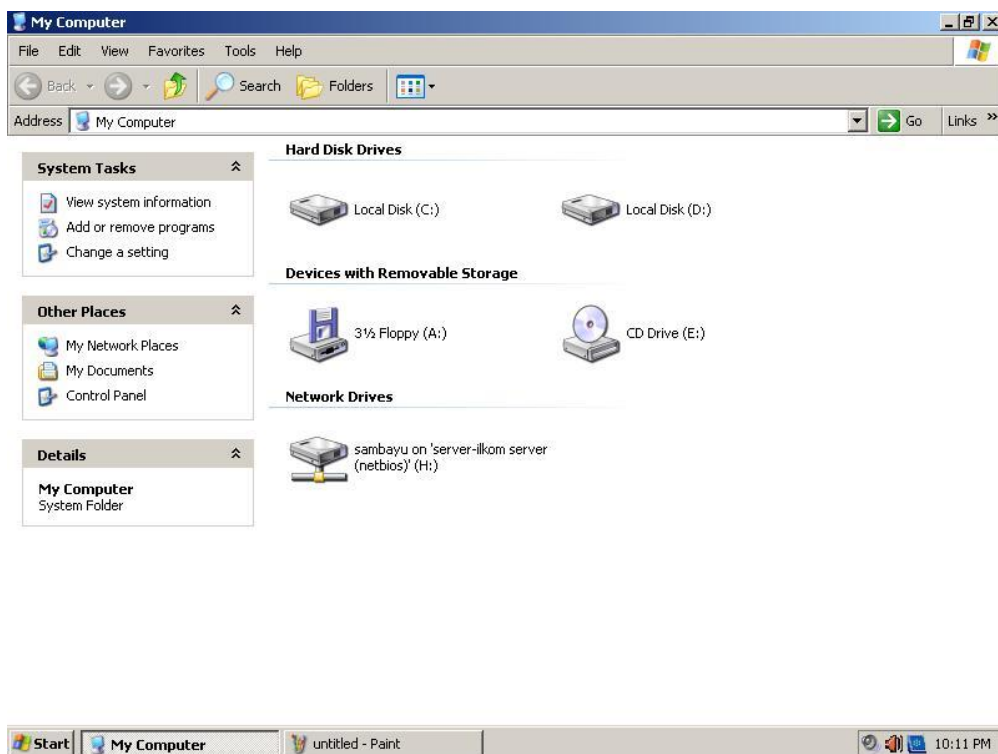 My Computer
File Edit View Favorites Tools Help
Back Search Folders
Address My Computer Go Links »
System Tasks
View system information
Add or remove programs
Change a setting
Other Places
My Network Places
My Documents
Control Panel
Details
My Computer
System Folder
Hard Disk Drives
Local Disk (C:) Local Disk (D:)
Devices with Removable Storage
3½ Floppy (A:) CD Drive (E:)
Network Drives
sambayu on 'server-ilkom server
(netbios)' (H:)
Start My Computer untitled - Paint 10:11 PM